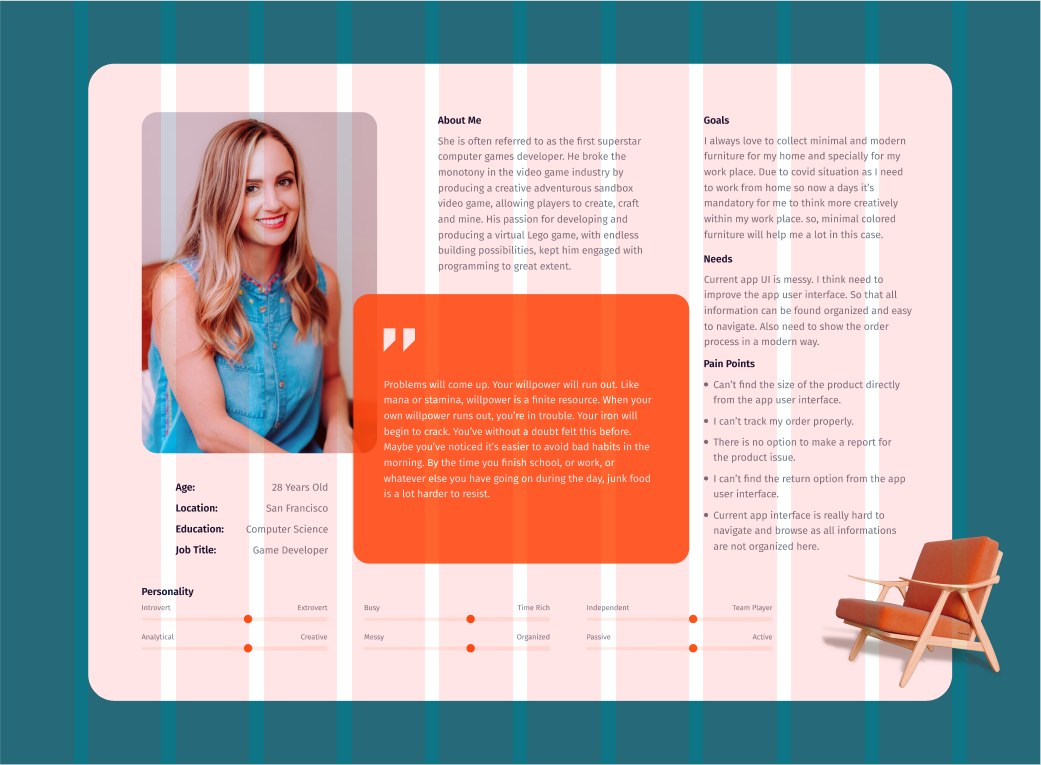 About Me
She is often referred to as the first superstar
computer games developer. He broke the
monotony in the video game industry by
producing a creative adventurous sandbox
video game, allowing players to create, craft
and mine. His passion for developing and
producing a virtual Lego game, with endless
building possibilities, kept him engaged with
programming to great extent.
Goals
I always love to collect minimal and modern
furniture for my home and specially for my
work place. Due to covid situation as I need
to work from home so now a days it's
mandatory for me to think more creatively
within my work place. so, minimal colored
furniture will help me a lot in this case.
Needs
Current app UI is messy. I think need to
improve the app user interface. So that all
information can be found organized and easy
to navigate. Also need to show the order
process in a modern way.
Pain Points
Can't find the size of the product directly
from the app user interface.
I can't track my order properly.
There is no option to make a report for
the product issue.
I can't find the return option from the app
user interface.
Current app interface is really hard to
navigate and browse as all informations
are not organized here.
Problems will come up. Your willpower will run out. Like
mana or stamina, willpower is a finite resource. When your
own willpower runs out, you're in trouble. Your iron will
begin to crack. You've without a doubt felt this before.
Maybe you've noticed it's easier to avoid bad habits in the
morning. By the time you finish school, or work, or
whatever else you have going on during the day, junk food
is a lot harder to resist.
Age: 28 Years Old
Location: San Francisco
Education: Computer Science
Job Title: Game Developer
Personality
Introvert Extrovert Busy Time Rich Independent Team Player
Analytical Creative Messy Organized Passive Active